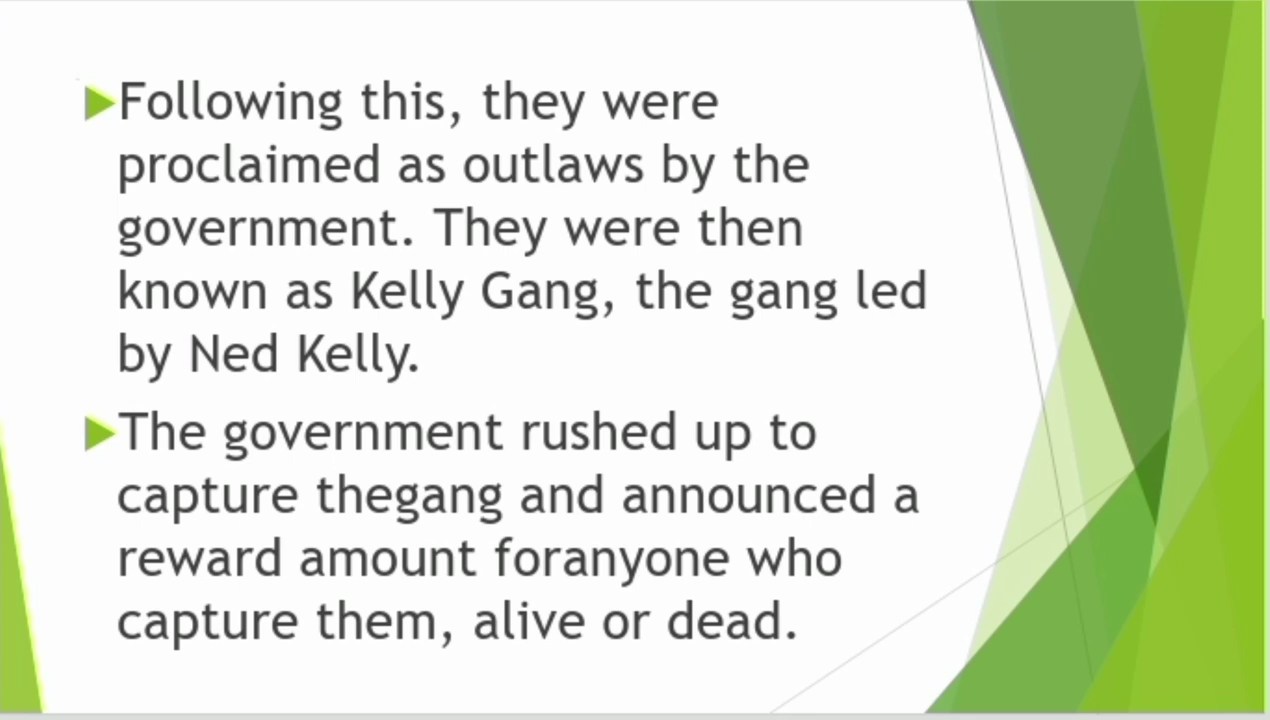 Following this, they were
proclaimed as outlaws by the
government. They were then
known as Kelly Gang, the gang led
by Ned Kelly.
The government rushed up to
capture thegang and announced a
reward amount foranyone who
capture them, alive or dead.